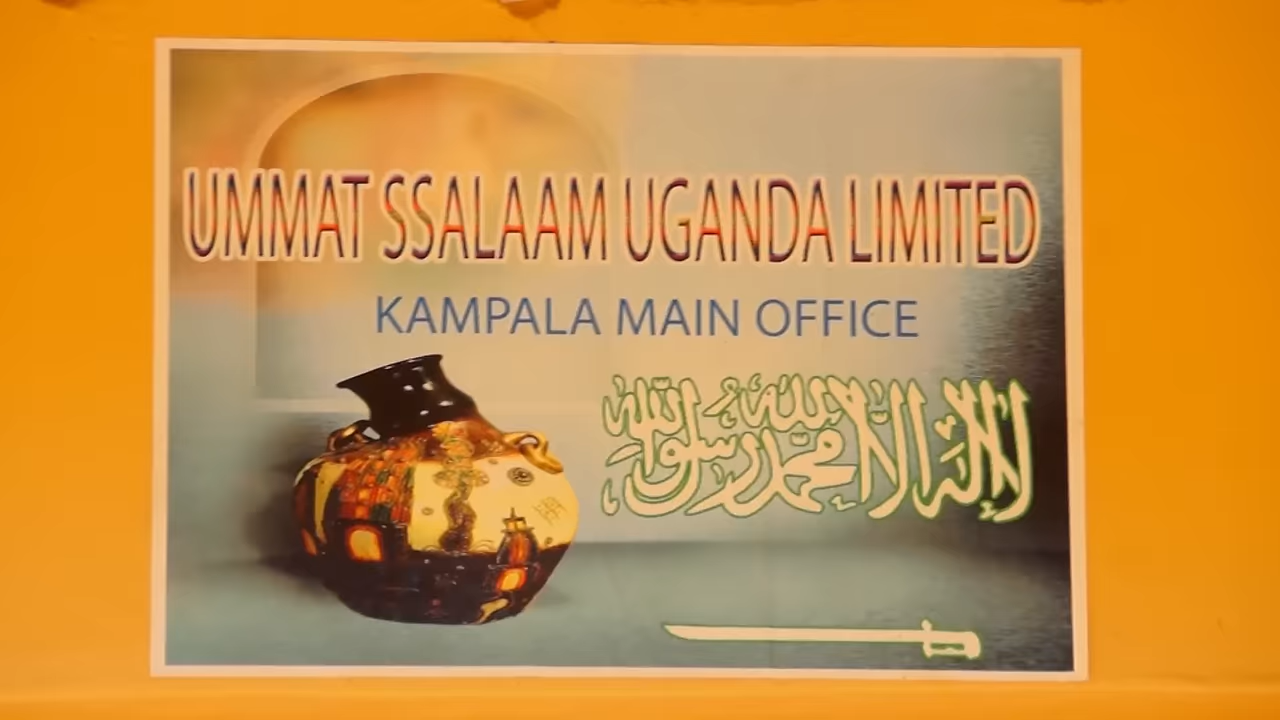 UMMAT SSALAAM UGANDA LIMITED
KAMPALA MAIN OFFICE
لا إله إلا الله محمد رسول الله